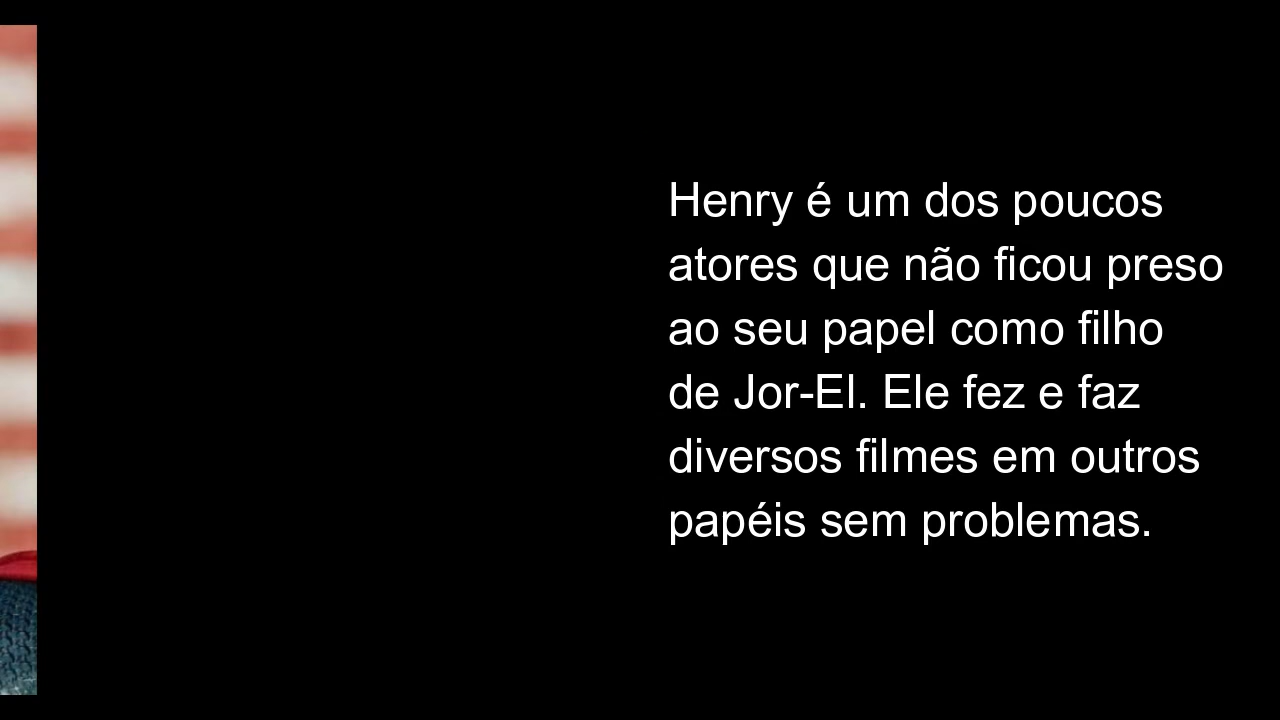 Henry é um dos poucos
atores que não ficou preso
ao seu papel como filho
de Jor-El. Ele fez e faz
diversos filmes em outros
papéis sem problemas.